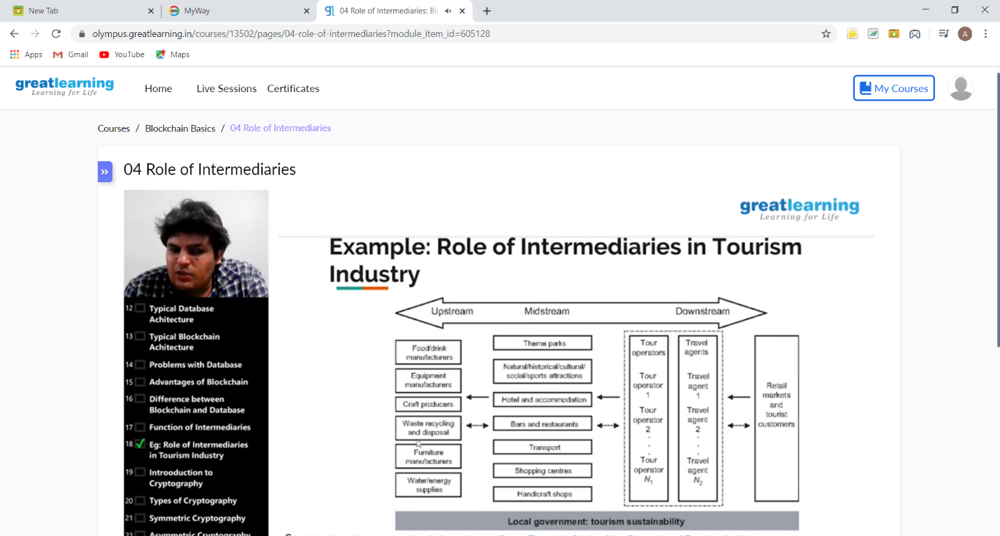 New Tab
MyWay
04 Role of Intermediaries: Blo
olympus.greatlearning.in/courses/13502/pages/04-role-of-intermediaries?module_item_id=605128
A
Apps
Gmail
YouTube
Maps
greatlearning
Learning for Life
Home
Live Sessions
Certificates
My Courses
Courses / Blockchain Basics / 04 Role of Intermediaries
»
04 Role of Intermediaries
greatlearning
Learning for Life
Example: Role of Intermediaries in Tourism
Industry
12 Typical Database
Achitecture
13 Typical Blockchain
Achitecture
14 Problems with Database
15 Advantages of Blockchain
16 Difference between
Blockchain and Database
17 Function of Intermediaries
18 Eg: Role of Intermediaries
in Tourism Industry
19 Introoduction to
Cryptography
20 Types of Cryptography
21 Symmetric Cryptography
22 Asymmetric Cryptography
Upstream
Midstream
Downstream
Food/drink
manufacturers
Equipment
manufacturers
Craft producers
Waste recycling
and disposal
Furniture
manufacturers
Water/energy
supplies
Theme parks
Natural/historical/cultural/
social/sports attractions
Hotel and accommodation
Bars and restaurants
Transport
Shopping centres
Handicraft shops
Tour
operators
Tour
operator
1
Tour
operator
2
Tour
operator
N1
Travel
agents
Travel
agent
1
Travel
agent
2
Travel
agent
N2
Retail
markets
and
tourist
customers
Local government: tourism sustainability